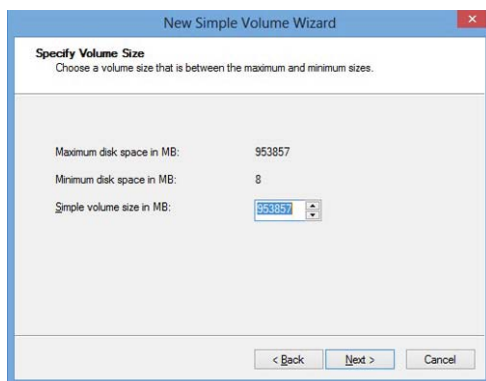 New Simple Volume Wizard
Specify Volume Size
Choose a volume size that is between the maximum and minimum sizes.
Maximum disk space in MB: 953857
Minimum disk space in MB: 8
Simple volume size in MB: 953857
< Back Next > Cancel